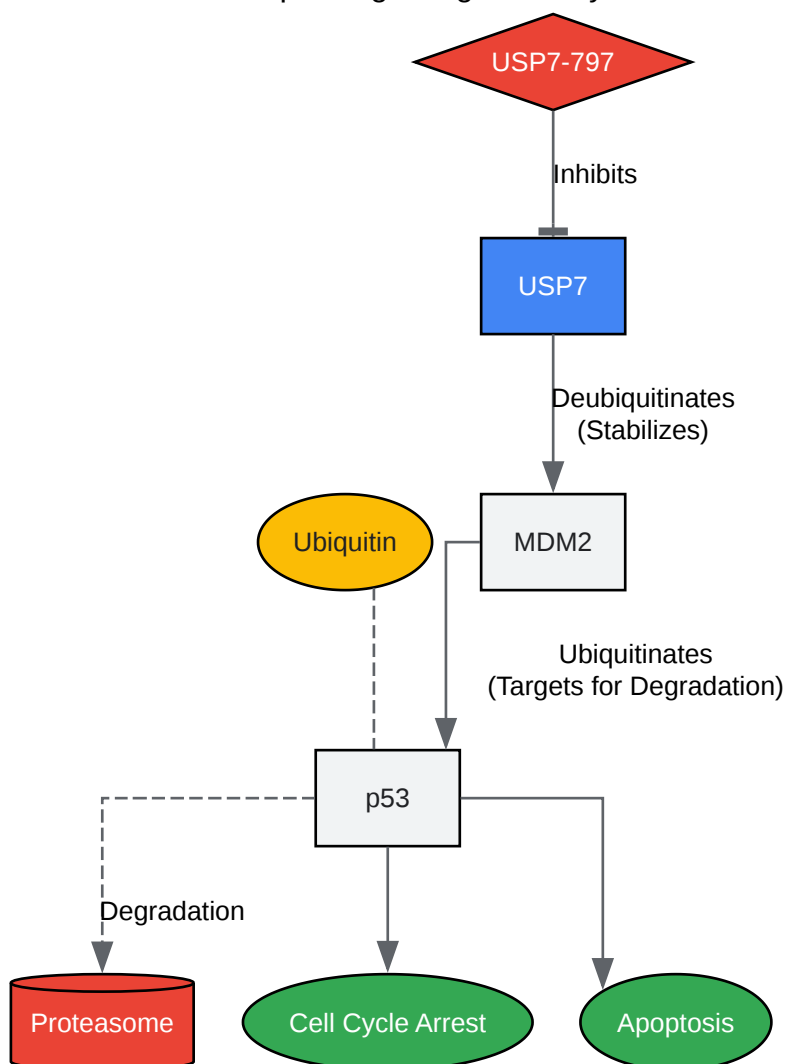 USP7-797
Inhibits
USP7
Deubiquitinates
(Stabilizes)
Ubiquitin
MDM2
Ubiquitinates
(Targets for Degradation)
p53
Degradation
Proteasome
Cell Cycle Arrest
Apoptosis